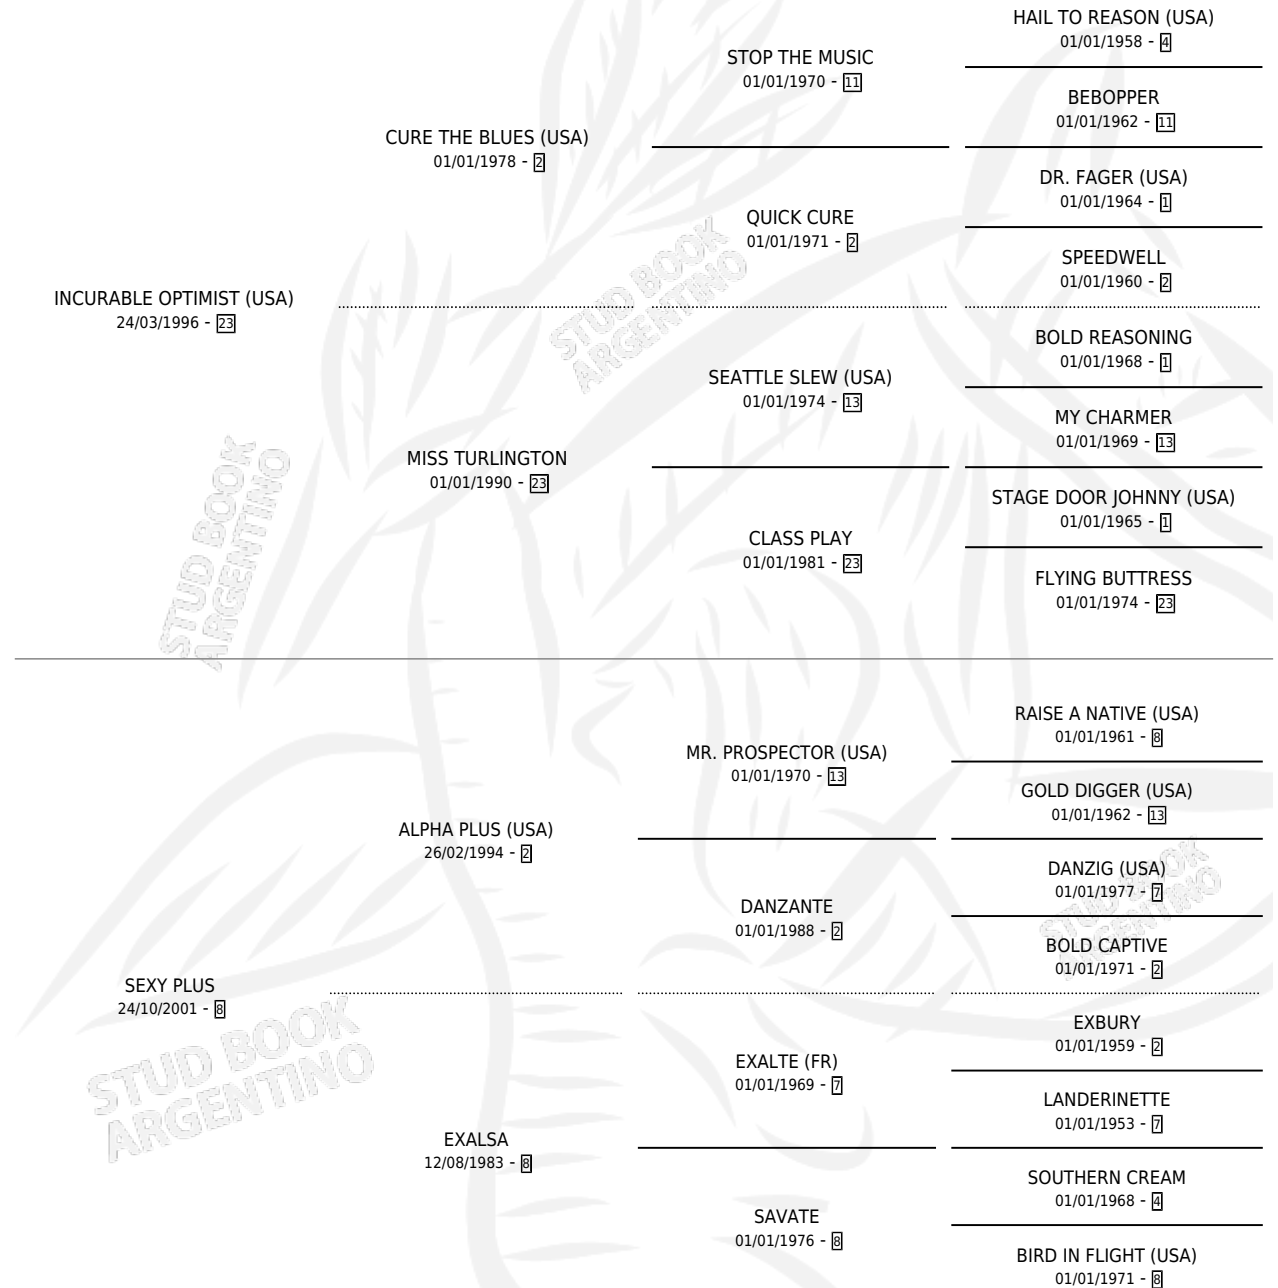 HAIL TO REASON (USA)
01/01/1958 - 4
STOP THE MUSIC
01/01/1970 - 11
BEBOPPER
01/01/1962 - 11
CURE THE BLUES (USA)
01/01/1978 - 2
DR. FAGER (USA)
01/01/1964 - 1
QUICK CURE
01/01/1971 - 2
SPEEDWELL
01/01/1960 - 2
INCURABLE OPTIMIST (USA)
24/03/1996 - 23
BOLD REASONING
01/01/1968 - 1
SEATTLE SLEW (USA)
01/01/1974 - 13
MY CHARMER
01/01/1969 - 13
MISS TURLINGTON
01/01/1990 - 23
STAGE DOOR JOHNNY (USA)
01/01/1965 - 1
CLASS PLAY
01/01/1981 - 23
FLYING BUTTRESS
01/01/1974 - 23
RAISE A NATIVE (USA)
01/01/1961 - 8
MR. PROSPECTOR (USA)
01/01/1970 - 13
GOLD DIGGER (USA)
01/01/1962 - 13
ALPHA PLUS (USA)
26/02/1994 - 2
DANZIG (USA)
01/01/1977 - 7
DANZANTE
01/01/1988 - 2
BOLD CAPTIVE
01/01/1971 - 2
SEXY PLUS
24/10/2001 - 8
EXBURY
01/01/1959 - 2
EXALTE (FR)
01/01/1969 - 7
LANDERINETTE
01/01/1953 - 7
EXALSA
12/08/1983 - 8
SOUTHERN CREAM
01/01/1968 - 4
SAVATE
01/01/1976 - 8
BIRD IN FLIGHT (USA)
01/01/1971 - 8
STUD BOOK
ARGENTINO
STUD BOOK
ARGENTINO
STUD BOOK
ARGENTINO
STUD BOOK
ARGENTINO